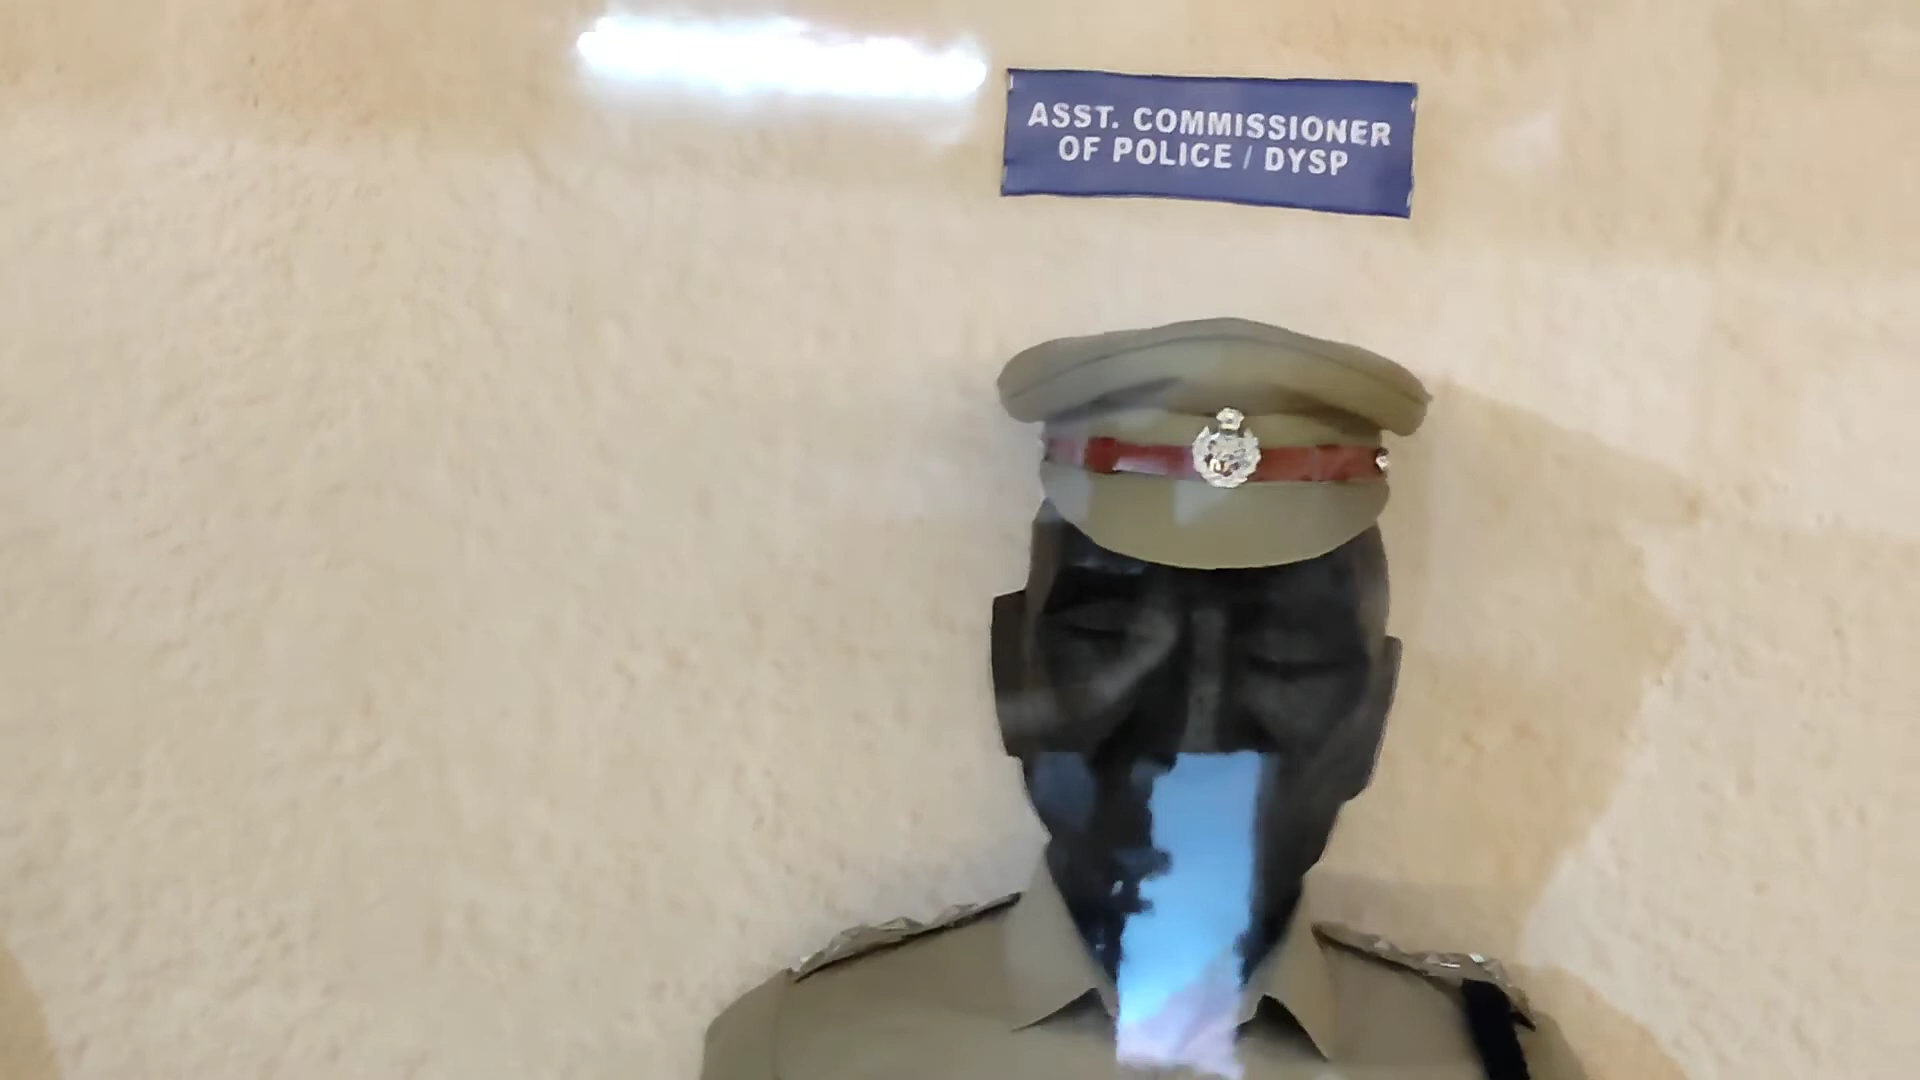 ASST. COMMISSIONER
OF POLICE / DYSP